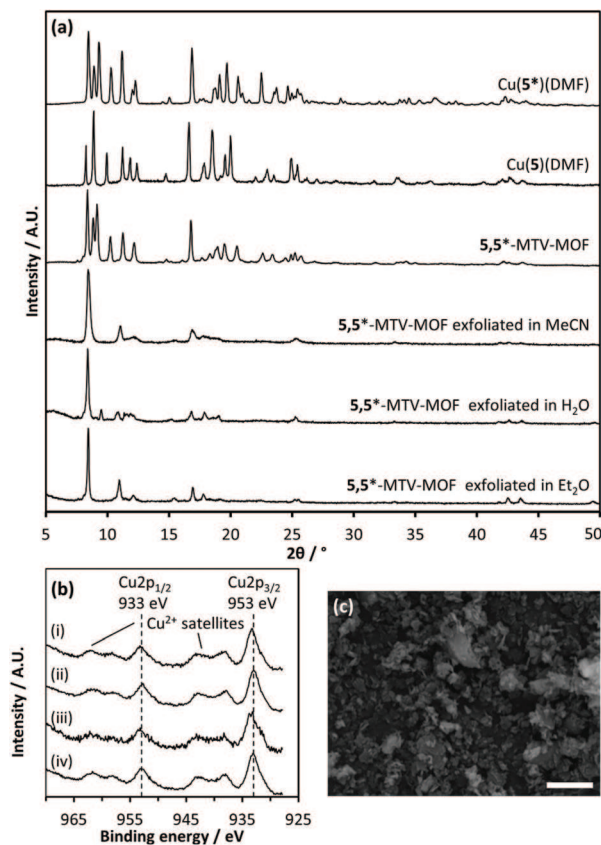 (a)
Cu(5*)(DMF)
Cu(5)(DMF)
5,5*-MTV-MOF
5,5*-MTV-MOF exfoliated in MeCN
5,5*-MTV-MOF exfoliated in H₂O
5,5*-MTV-MOF exfoliated in Et₂O
Intensity / A.U.
5 10 15 20 25 30 35 40 45 50
2θ / °
(b)
Cu2p₁/₂
933 eV
Cu2p₃/₂
953 eV
Cu²⁺ satellites
(i)
(ii)
(iii)
(iv)
Intensity / A.U.
965 955 945 935 925
Binding energy / eV
(c)